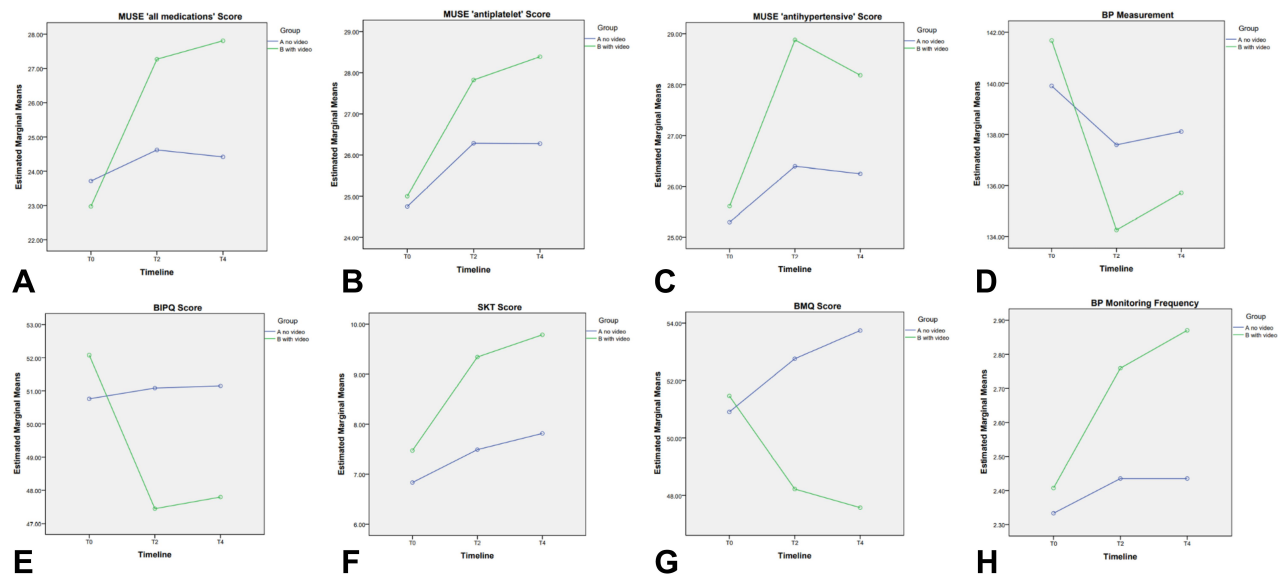 MUSE 'all medications' Score
Group
A no video
B with video
Estimated Marginal Means
28.00
27.00
26.00
25.00
24.00
23.00
22.00
T0 T2 T4
Timeline
A
MUSE 'antiplatelet' Score
Group
A no video
B with video
Estimated Marginal Means
29.00
28.00
27.00
26.00
25.00
24.00
T0 T2 T4
Timeline
B
MUSE 'antihypertensive' Score
Group
A no video
B with video
Estimated Marginal Means
29.00
28.00
27.00
26.00
25.00
T0 T2 T4
Timeline
C
BP Measurement
Group
A no video
B with video
Estimated Marginal Means
142.00
140.00
138.00
136.00
134.00
T0 T2 T4
Timeline
D
BIPQ Score
Group
A no video
B with video
Estimated Marginal Means
53.00
52.00
51.00
50.00
49.00
48.00
47.00
T0 T2 T4
Timeline
E
SKT Score
Group
A no video
B with video
Estimated Marginal Means
10.00
9.00
8.00
7.00
6.00
T0 T2 T4
Timeline
F
BMQ Score
Group
A no video
B with video
Estimated Marginal Means
54.00
52.00
50.00
48.00
T0 T2 T4
Timeline
G
BP Monitoring Frequency
Group
A no video
B with video
Estimated Marginal Means
2.90
2.80
2.70
2.60
2.50
2.40
2.30
T0 T2 T4
Timeline
H